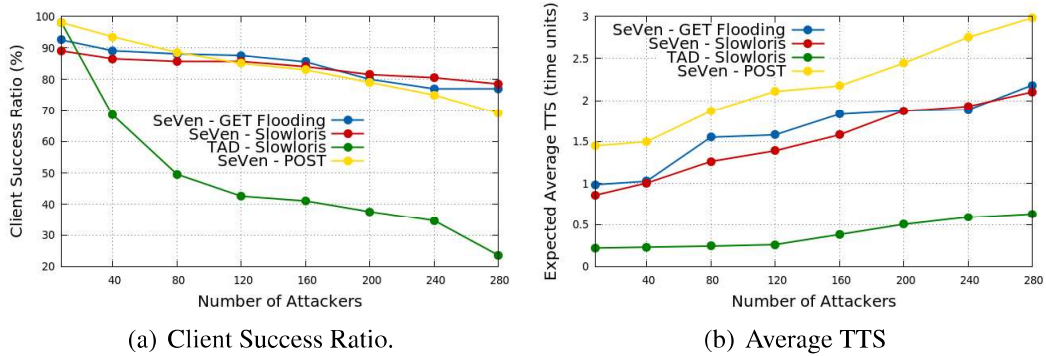 100
90
80
70
60
50
40
30
20
Client Success Ratio (%)
SeVen - GET Flooding
SeVen - Slowloris
TAD - Slowloris
SeVen - POST
40 80 120 160 200 240 280
Number of Attackers
(a) Client Success Ratio.
3
2.5
2
1.5
1
0.5
0
Expected Average TTS (time units)
SeVen - GET Flooding
SeVen - Slowloris
TAD - Slowloris
SeVen - POST
40 80 120 160 200 240 280
Number of Attackers
(b) Average TTS